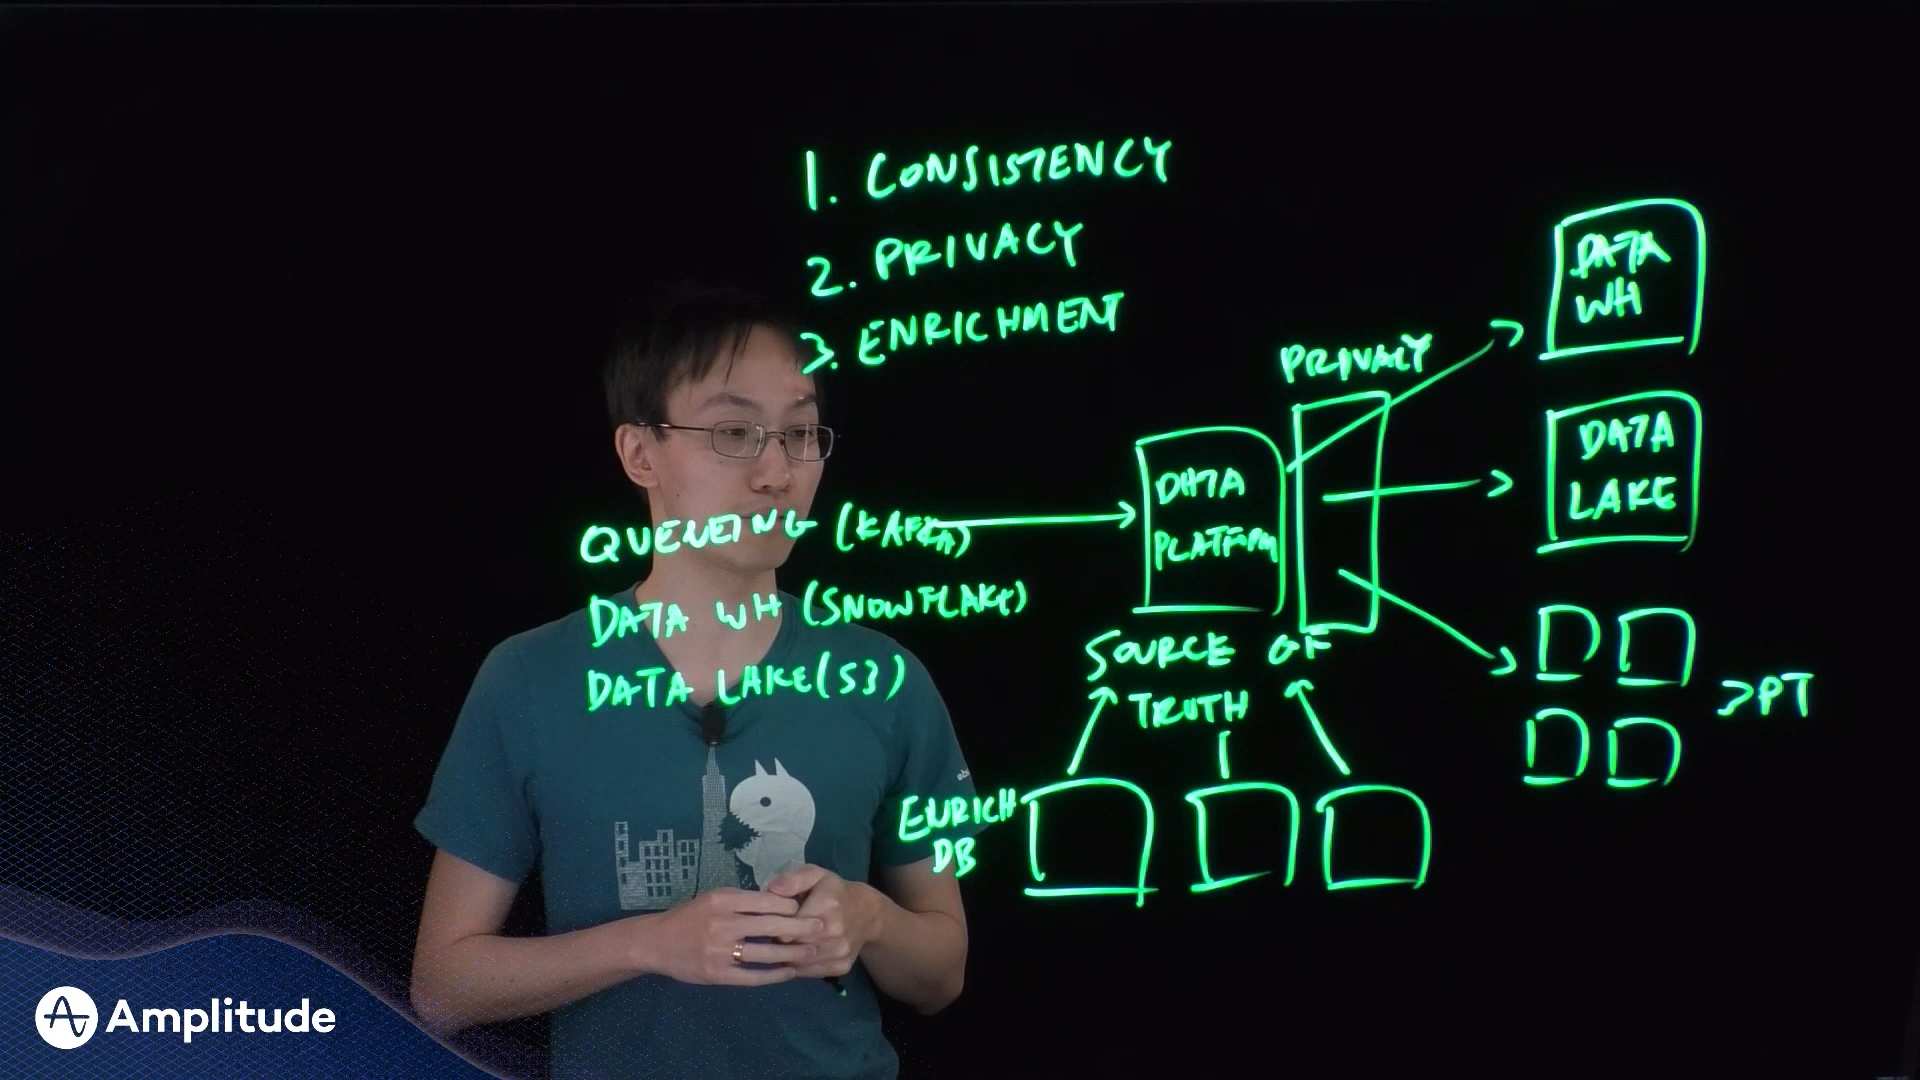 1. CONSISTENCY
2. PRIVACY
3. ENRICHMENT
QUEUEING (KAFKA)
DATA WH (SNOWFLAKE)
DATA LAKE (S3)
DATA
PLATFORM
PRIVACY
SOURCE OF
TRUTH
ENRICH
DB
DATA
WH
DATA
LAKE
>PT
Amplitude